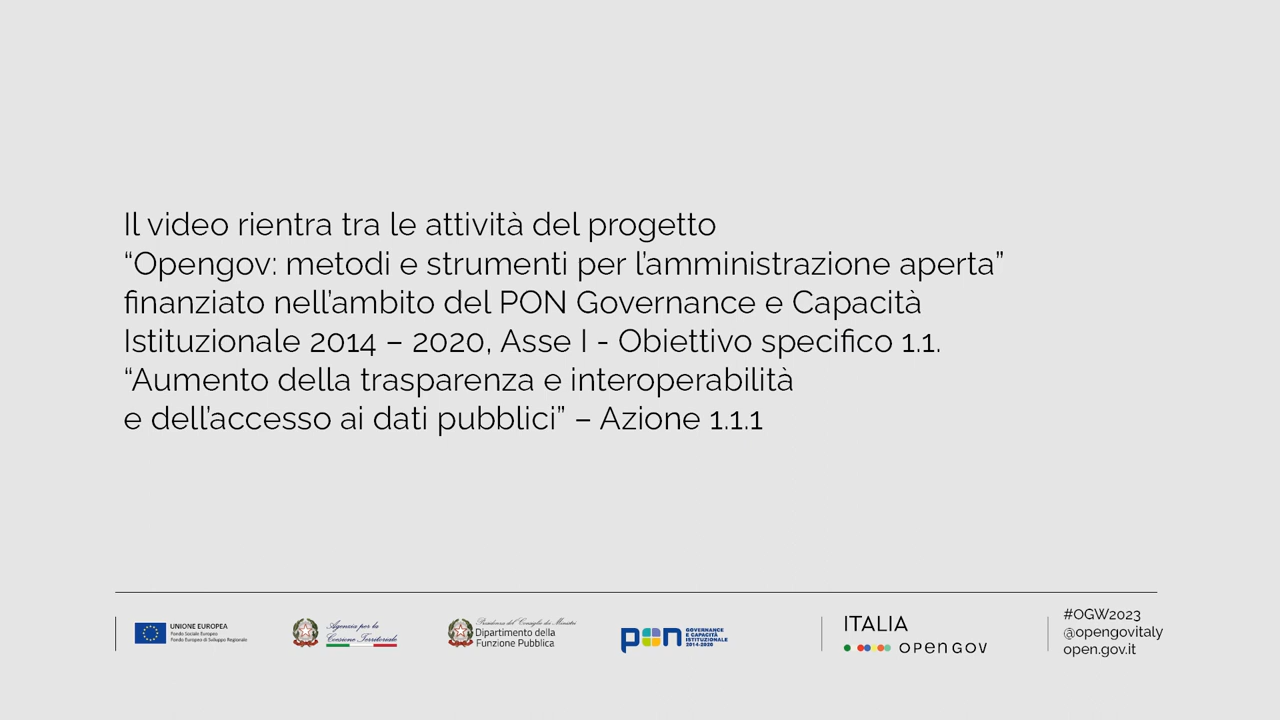 Il video rientra tra le attività del progetto
“Opengov: metodi e strumenti per l’amministrazione aperta”
finanziato nell’ambito del PON Governance e Capacità
Istituzionale 2014 – 2020, Asse I - Obiettivo specifico 1.1.
“Aumento della trasparenza e interoperabilità
e dell’accesso ai dati pubblici” – Azione 1.1.1
UNIONE EUROPEA
Fondo Sociale Europeo
Fondo Europeo di Sviluppo Regionale
Agenzia per la
Coesione Territoriale
Presidenza del Consiglio dei Ministri
Dipartimento della
Funzione Pubblica
pon
GOVERNANCE
E CAPACITÀ
ISTITUZIONALE
2014-2020
ITALIA
open gov
#OGW2023
@opengovitaly
open.gov.it